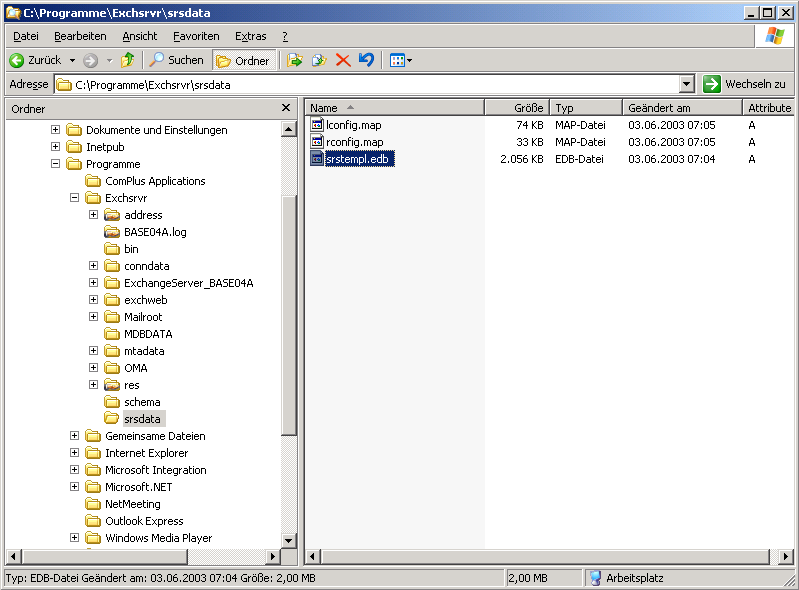 C:\Programme\Exchsrvr\srsdata
Datei Bearbeiten Ansicht Favoriten Extras ?
Zurück Suchen Ordner
Adresse C:\Programme\Exchsrvr\srsdata Wechseln zu
Ordner
Dokumente und Einstellungen
Inetpub
Programme
ComPlus Applications
Exchsrvr
address
BASE04A.log
bin
conndata
ExchangeServer_BASE04A
exchweb
Mailroot
MDBDATA
mtadata
OMA
res
schema
srsdata
Gemeinsame Dateien
Internet Explorer
Microsoft Integration
Microsoft.NET
NetMeeting
Outlook Express
Windows Media Player
Name Größe Typ Geändert am Attribute
lconfig.map 74 KB MAP-Datei 03.06.2003 07:05 A
rconfig.map 33 KB MAP-Datei 03.06.2003 07:05 A
srstempl.edb 2.056 KB EDB-Datei 03.06.2003 07:04 A
Typ: EDB-Datei Geändert am: 03.06.2003 07:04 Größe: 2,00 MB 2,00 MB Arbeitsplatz